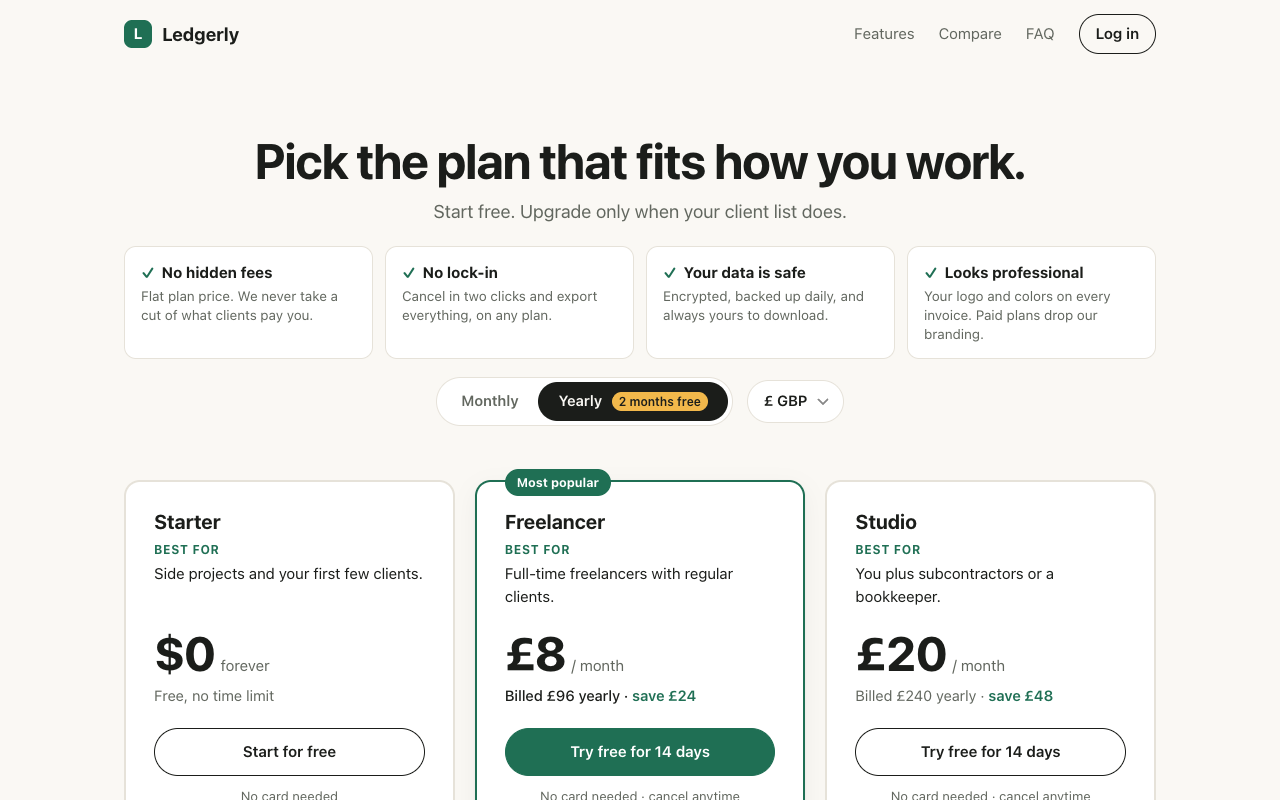 L Ledgerly
Features Compare FAQ Log in
Pick the plan that fits how you work.
Start free. Upgrade only when your client list does.
No hidden fees
Flat plan price. We never take a
cut of what clients pay you.
No lock-in
Cancel in two clicks and export
everything, on any plan.
Your data is safe
Encrypted, backed up daily, and
always yours to download.
Looks professional
Your logo and colors on every
invoice. Paid plans drop our
branding.
Monthly Yearly 2 months free £ GBP
Starter
BEST FOR
Side projects and your first few clients.
$0 forever
Free, no time limit
Start for free
No card needed
Most popular
Freelancer
BEST FOR
Full-time freelancers with regular
clients.
£8 / month
Billed £96 yearly · save £24
Try free for 14 days
No card needed · cancel anytime
Studio
BEST FOR
You plus subcontractors or a
bookkeeper.
£20 / month
Billed £240 yearly · save £48
Try free for 14 days
No card needed · cancel anytime